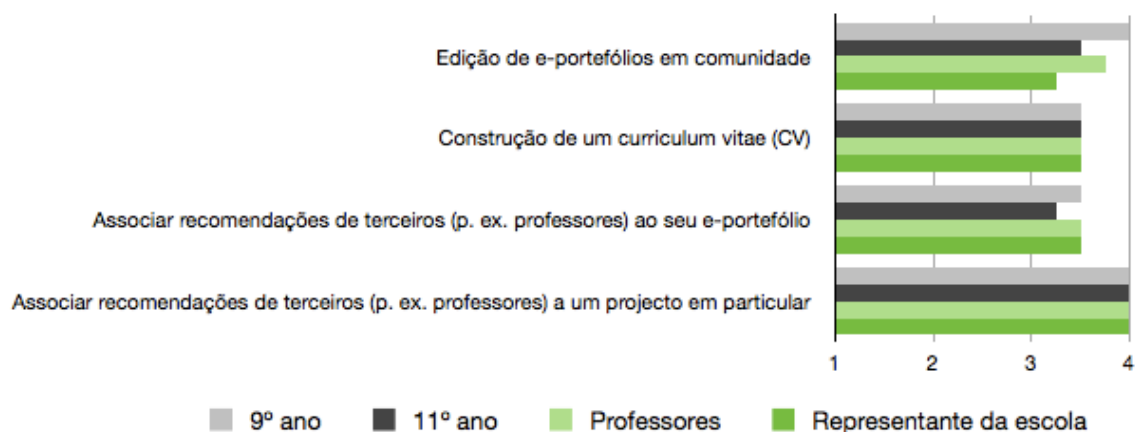 Edição de e-portefólios em comunidade
Construção de um curriculum vitae (CV)
Associar recomendações de terceiros (p. ex. professores) ao seu e-portefólio
Associar recomendações de terceiros (p. ex. professores) a um projecto em particular
1 2 3 4
9º ano 11º ano Professores Representante da escola